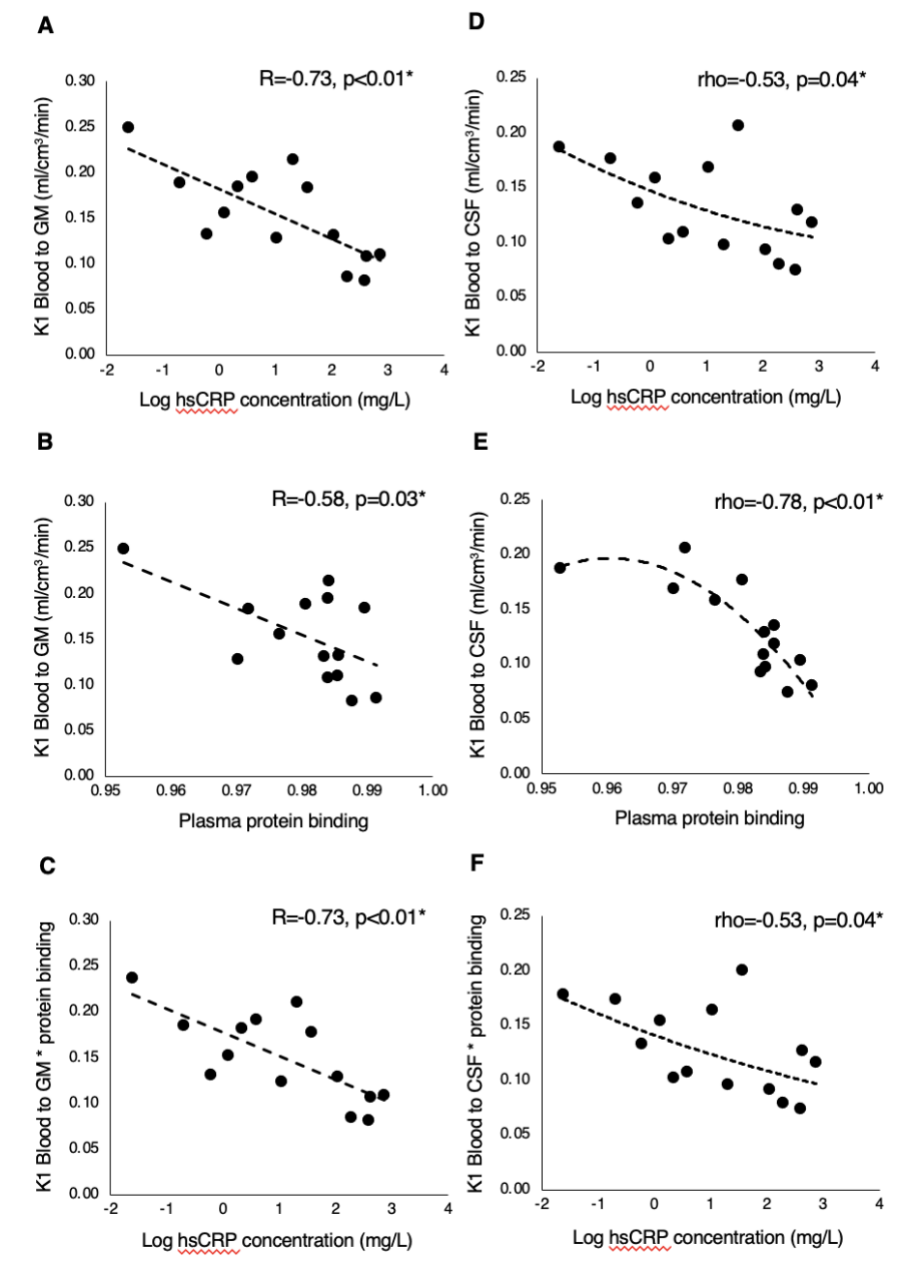 A
R=-0.73, p<0.01*
K1 Blood to GM (ml/cm³/min)
0.30
0.25
0.20
0.15
0.10
0.05
0.00
-2 -1 0 1 2 3 4
Log hsCRP concentration (mg/L)
D
rho=-0.53, p=0.04*
K1 Blood to CSF (ml/cm³/min)
0.25
0.20
0.15
0.10
0.05
0.00
-2 -1 0 1 2 3 4
Log hsCRP concentration (mg/L)
B
R=-0.58, p=0.03*
K1 Blood to GM (ml/cm³/min)
0.30
0.25
0.20
0.15
0.10
0.05
0.00
0.95 0.96 0.97 0.98 0.99 1.00
Plasma protein binding
E
rho=-0.78, p<0.01*
K1 Blood to CSF (ml/cm³/min)
0.25
0.20
0.15
0.10
0.05
0.00
0.95 0.96 0.97 0.98 0.99 1.00
Plasma protein binding
C
R=-0.73, p<0.01*
K1 Blood to GM * protein binding
0.30
0.25
0.20
0.15
0.10
0.05
0.00
-2 -1 0 1 2 3 4
Log hsCRP concentration (mg/L)
F
rho=-0.53, p=0.04*
K1 Blood to CSF * protein binding
0.25
0.20
0.15
0.10
0.05
0.00
-2 -1 0 1 2 3 4
Log hsCRP concentration (mg/L)